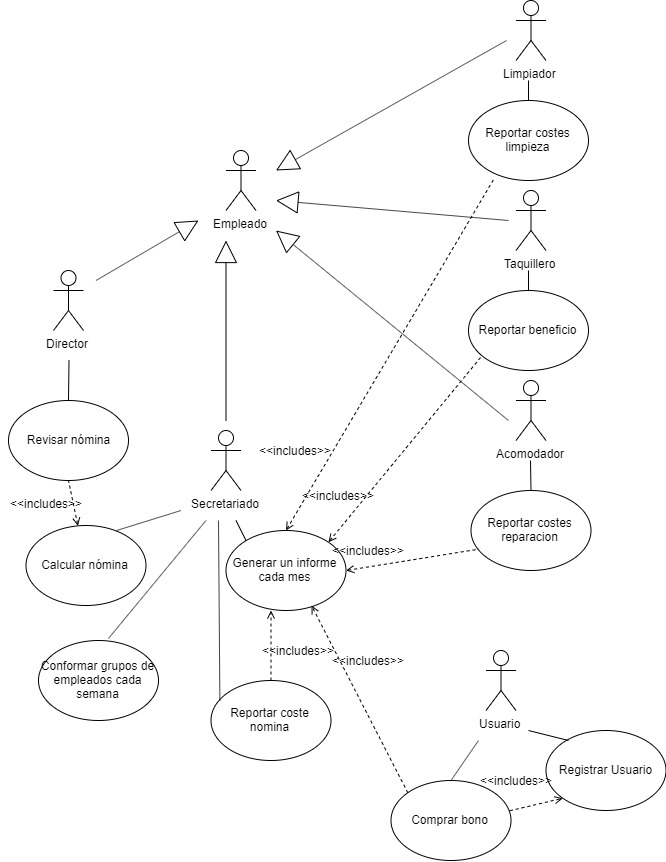 Limpiador
Reportar costes
limpieza
Empleado
Taquillero
Reportar beneficio
Director
Acomodador
Revisar nómina
<<includes>>
Secretariado
<<includes>>
<<includes>>
Reportar costes
reparacion
<<includes>>
Calcular nómina
Generar un informe
cada mes
<<includes>>
<<includes>>
Conformar grupos de
empleados cada
semana
Reportar coste
nomina
Usuario
Registrar Usuario
<<includes>>
Comprar bono